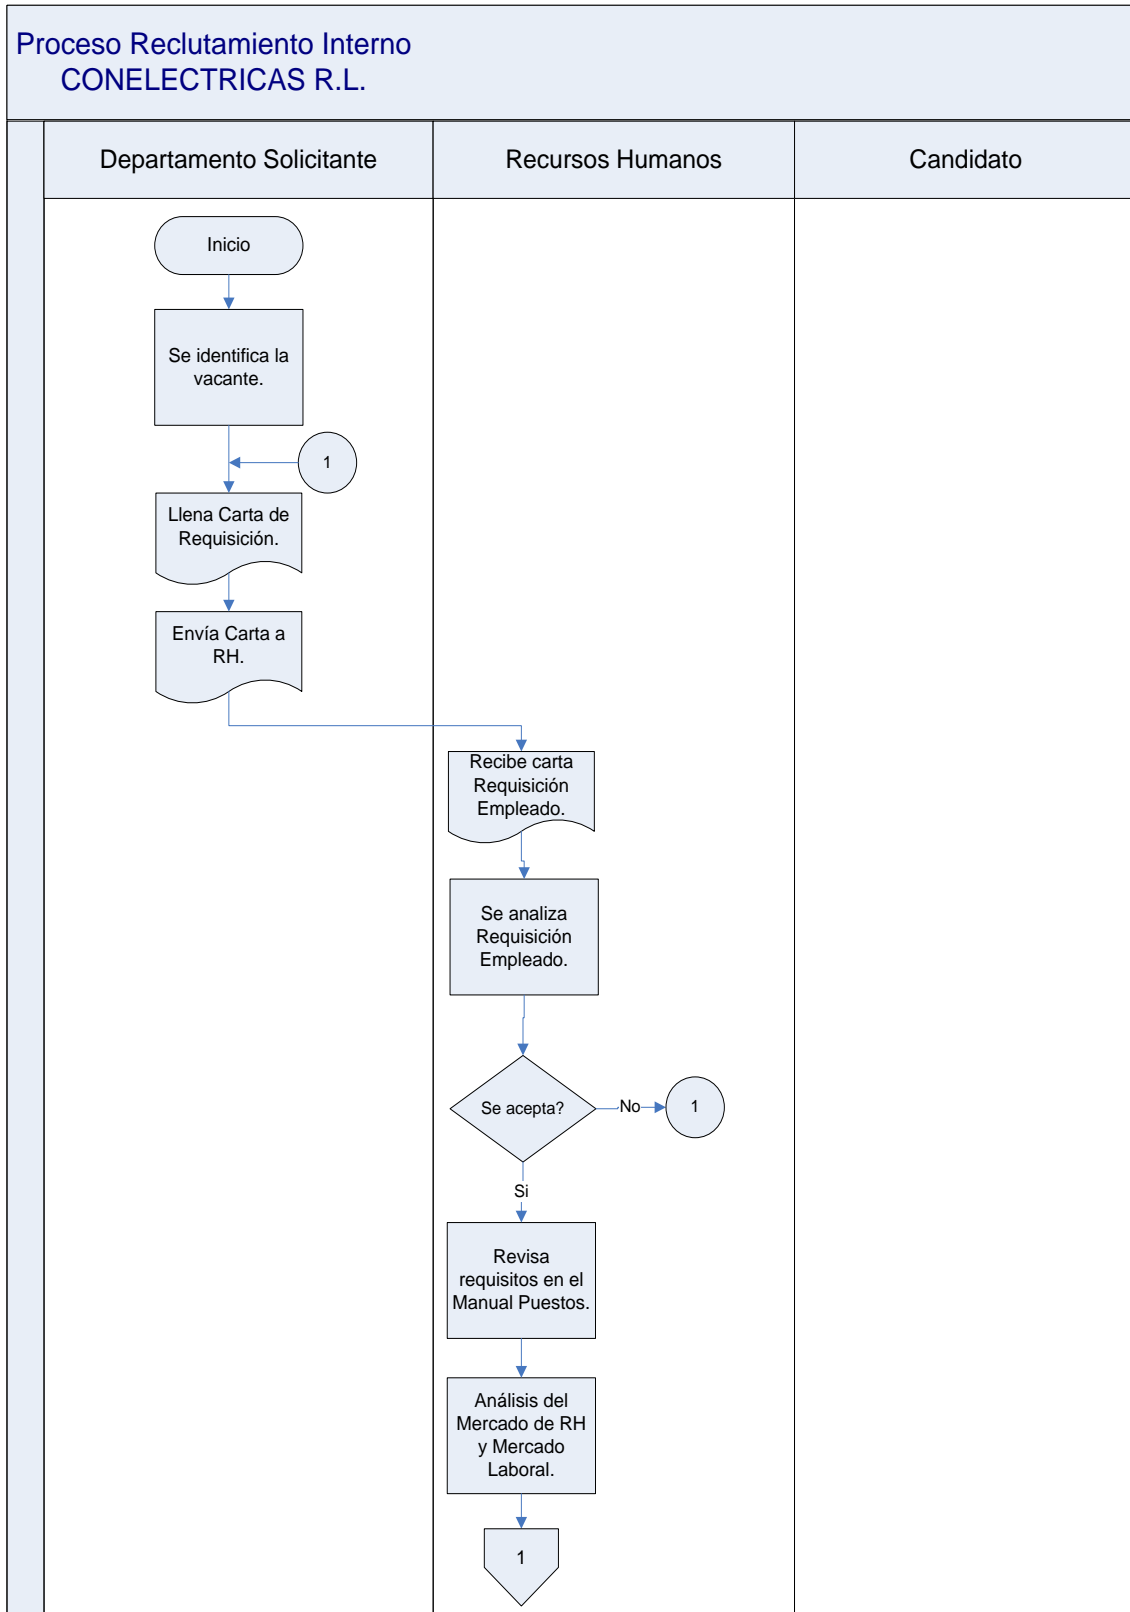 Proceso Reclutamiento Interno
CONELECTRICAS R.L.
Departamento Solicitante
Recursos Humanos
Candidato
Inicio
Se identifica la
vacante.
1
Llena Carta de
Requisición.
Envía Carta a
RH.
Recibe carta
Requisición
Empleado.
Se analiza
Requisición
Empleado.
Se acepta?
No
1
Si
Revisa
requisitos en el
Manual Puestos.
Análisis del
Mercado de RH
y Mercado
Laboral.
1